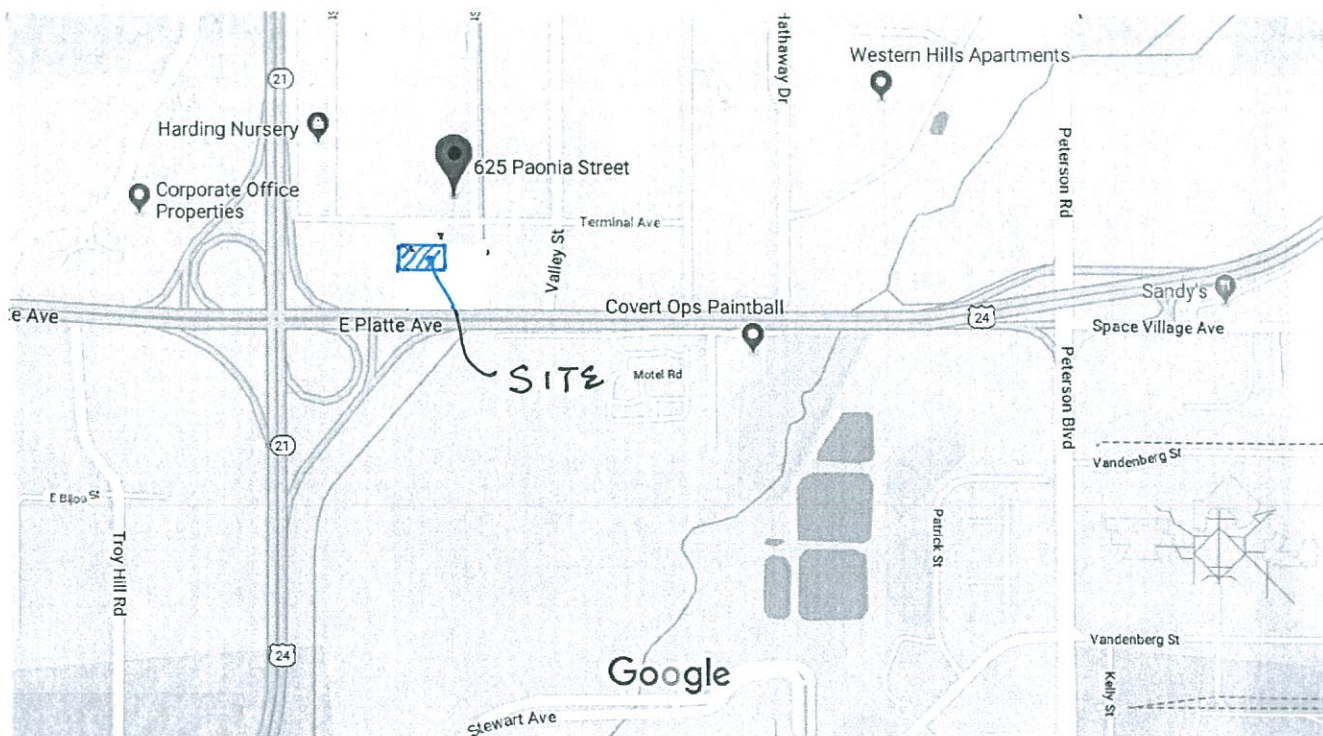 Hathaway Dr
Western Hills Apartments
21
Harding Nursery
625 Paonia Street
Peterson Rd
Corporate Office
Properties
Terminal Ave
Valley St
Sandy's
Covert Ops Paintball
24
E Platte Ave
Space Village Ave
SITE
Motel Rd
Peterson Blvd
21
Vandenberg St
E Bijou St
Troy Hill Rd
Patrick St
24
Vandenberg St
Google
Kelly St
Stewart Ave